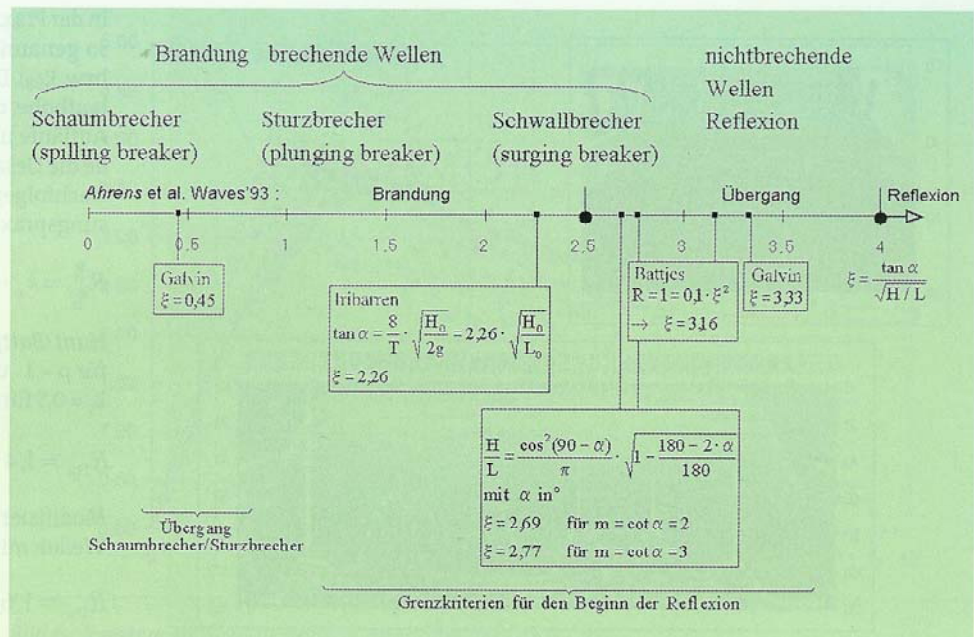 Brandung brechende Wellen
nichtbrechende
Wellen
Reflexion
Schaumbrecher
(spilling breaker)
Sturzbrecher
(plunging breaker)
Schwallbrecher
(surging breaker)
Ahrens et al. Waves'93 :
Brandung
Übergang
Reflexion
0 0.5 1 1.5 2 2.5 3 3.5 4
Galvin
ξ = 0,45
Iribarren
tan α = 8/T · √(H₀/2g) = 2,26 · √(H₀/L₀)
ξ = 2,26
Battjes
R = 1 = 0,1 · ξ²
→ ξ = 3,16
Galvin
ξ = 3,33
ξ = tan α / √(H / L)
H/L = cos²(90 − α)/π · √(1 − (180 − 2 · α)/180)
mit α in°
ξ = 2,69 für m = cot α = 2
ξ = 2,77 für m = cot α = 3
Übergang
Schaumbrecher/Sturzbrecher
Grenzkriterien für den Beginn der Reflexion